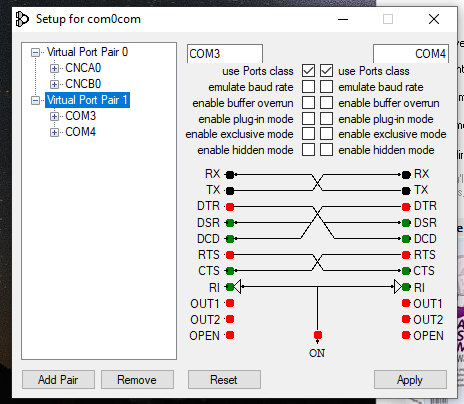 Setup for com0com
Virtual Port Pair 0
CNCA0
CNCB0
Virtual Port Pair 1
COM3
COM4
COM3 COM4
use Ports class use Ports class
emulate baud rate emulate baud rate
enable buffer overrun enable buffer overrun
enable plug-in mode enable plug-in mode
enable exclusive mode enable exclusive mode
enable hidden mode enable hidden mode
RX RX
TX TX
DTR DTR
DSR DSR
DCD DCD
RTS RTS
CTS CTS
RI RI
OUT1 OUT1
OUT2 OUT2
OPEN OPEN
ON
Add Pair Remove Reset Apply